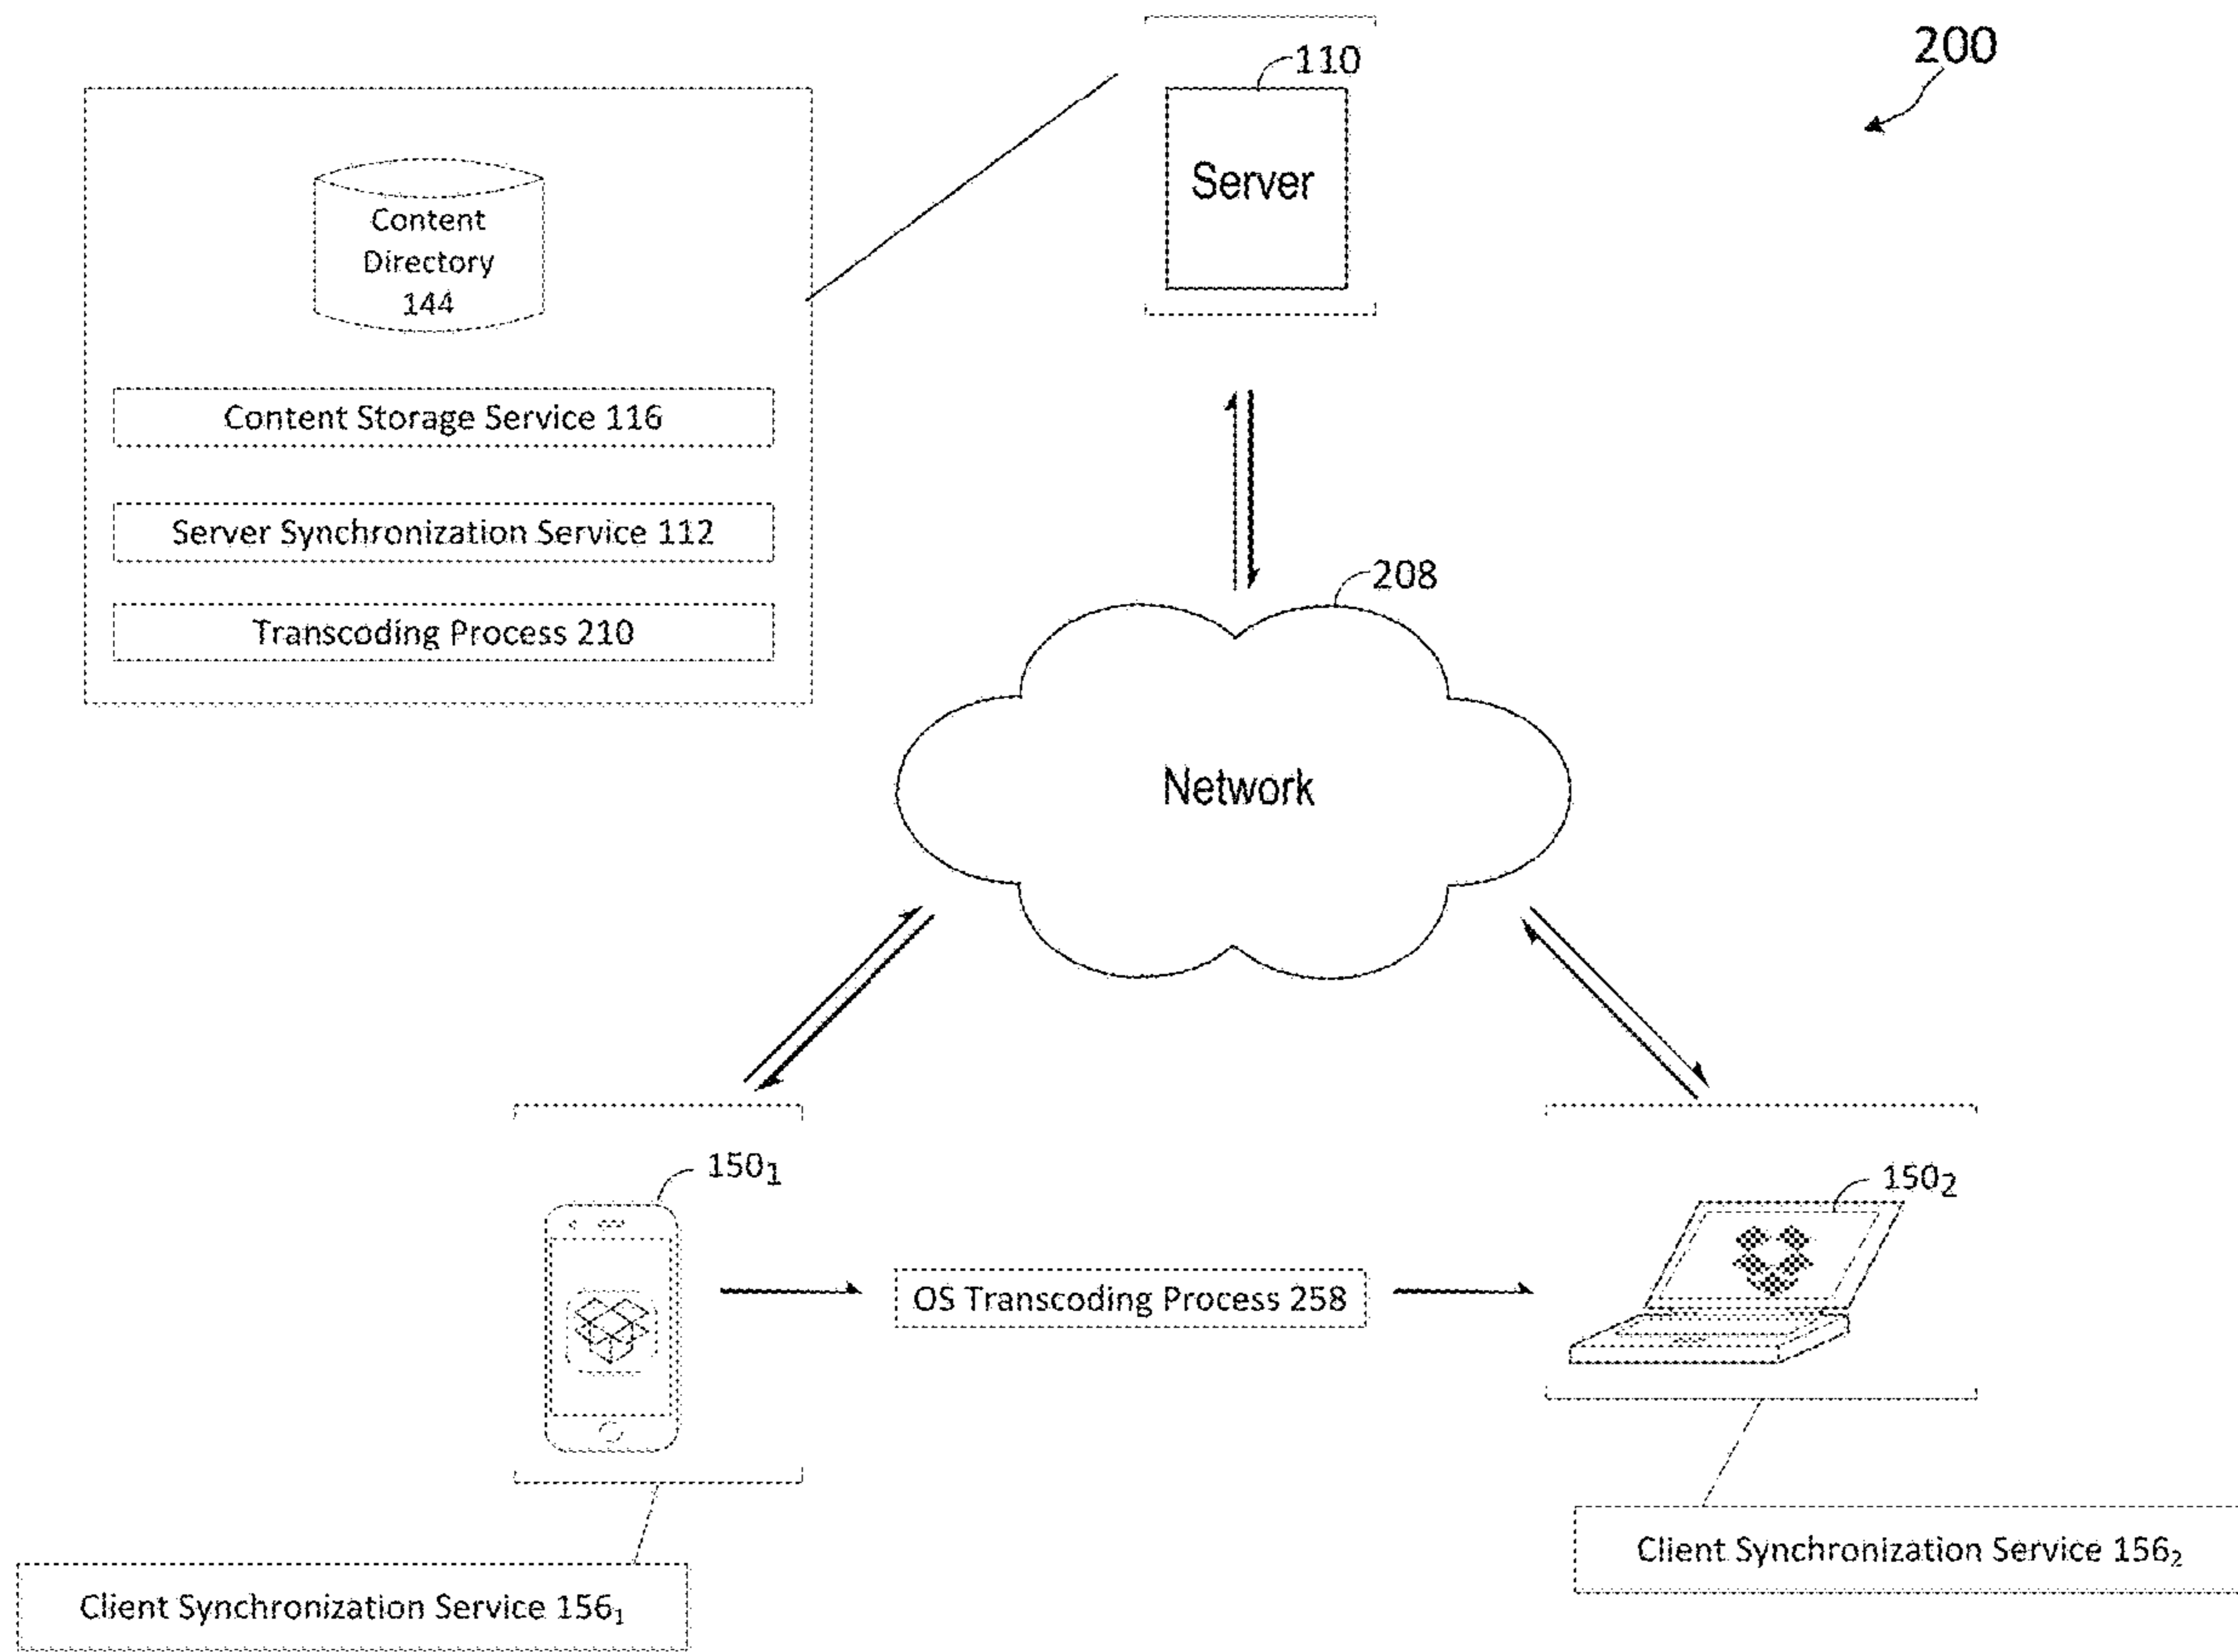 200
110
Server
Content
Directory
144
Content Storage Service 116
Server Synchronization Service 112
Transcoding Process 210
208
Network
150₁
150₂
OS Transcoding Process 258
Client Synchronization Service 156₁
Client Synchronization Service 156₂